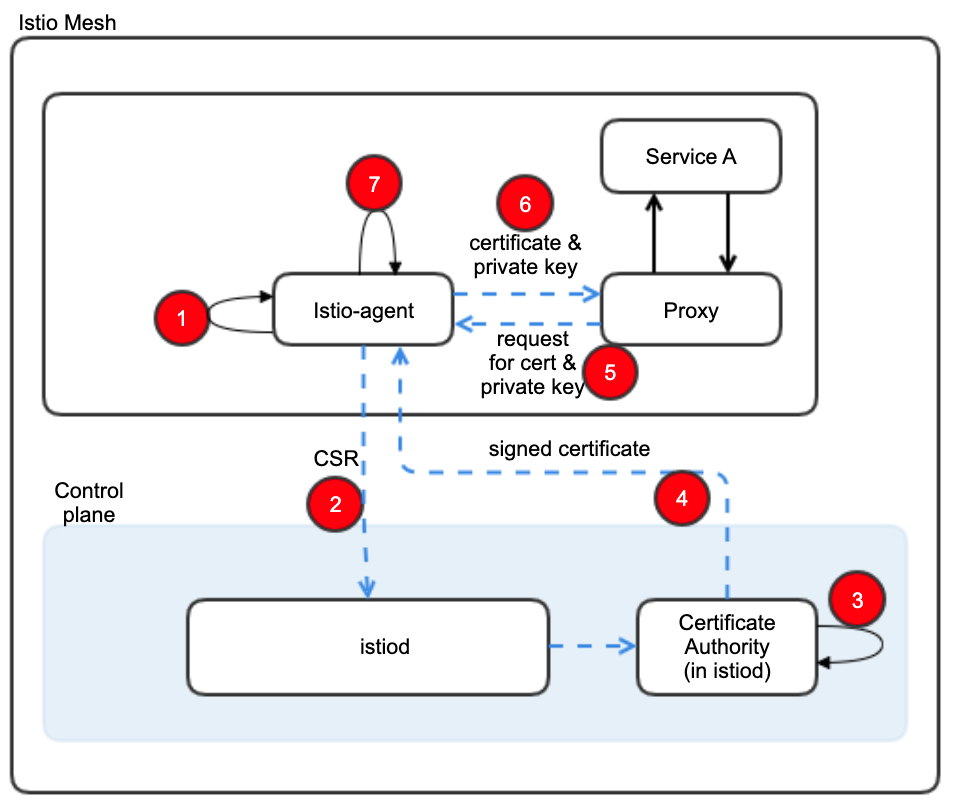 Istio Mesh
Service A
7
6
certificate &
private key
1
Istio-agent
Proxy
request
for cert &
private key
5
signed certificate
CSR
2
4
Control
plane
3
istiod
Certificate
Authority
(in istiod)